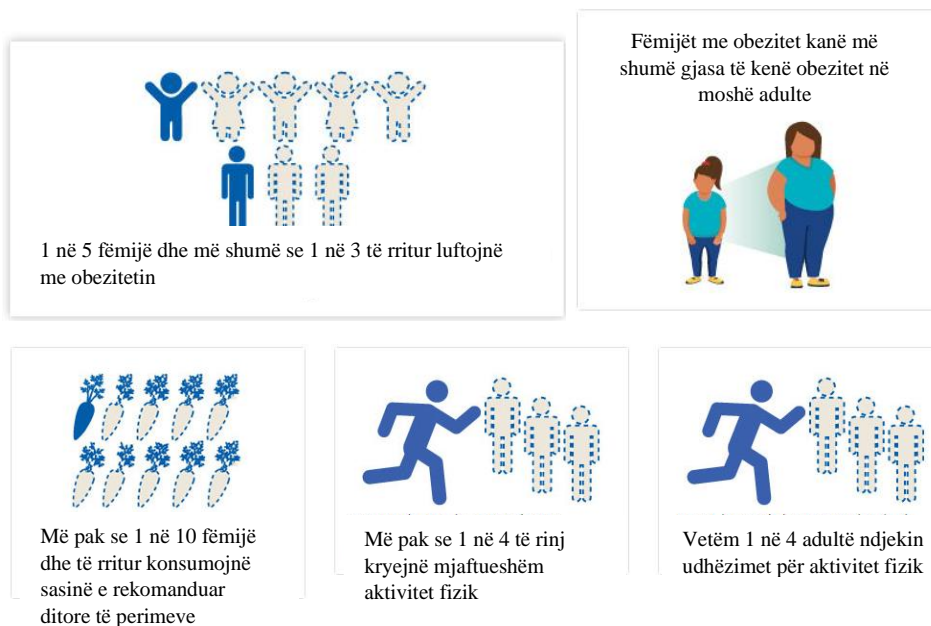 1 në 5 fëmijë dhe më shumë se 1 në 3 të rritur luftojnë
me obezitetin
Fëmijët me obezitet kanë më
shumë gjasa të kenë obezitet në
moshë adulte
Më pak se 1 në 10 fëmijë
dhe të rritur konsumojnë
sasinë e rekomanduar
ditore të perimeve
Më pak se 1 në 4 të rinj
kryejnë mjaftueshëm
aktivitet fizik
Vetëm 1 në 4 adultë ndjekin
udhëzimet për aktivitet fizik